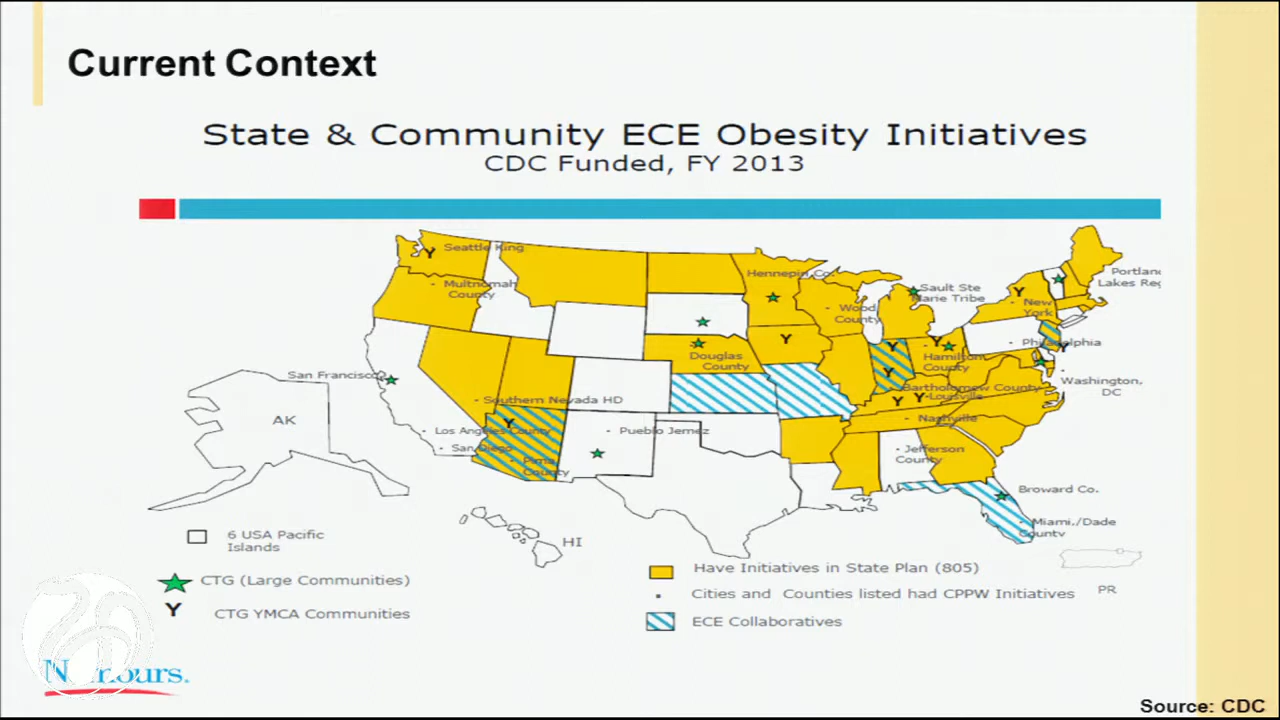 Current Context
State & Community ECE Obesity Initiatives
CDC Funded, FY 2013
Seattle King
Multnomah
County
Hennepin Co.
Wood
County
Sault Ste
Marie Tribe
Portland
Lakes Reg
New
York
Philadelphia
Douglas
County
Hamilton
County
Washington,
DC
San Francisco
Bartholomew County
Louisville
Southern Nevada HD
Nashville
AK
Los Angeles County
Pueblo Jemez
San Diego
Pima
County
Jefferson
County
Broward Co.
Miami./Dade
County
HI
PR
6 USA Pacific
Islands
CTG (Large Communities)
Y CTG YMCA Communities
Have Initiatives in State Plan (805)
Cities and Counties listed had CPPW Initiatives
ECE Collaboratives
Nemours.
Source: CDC